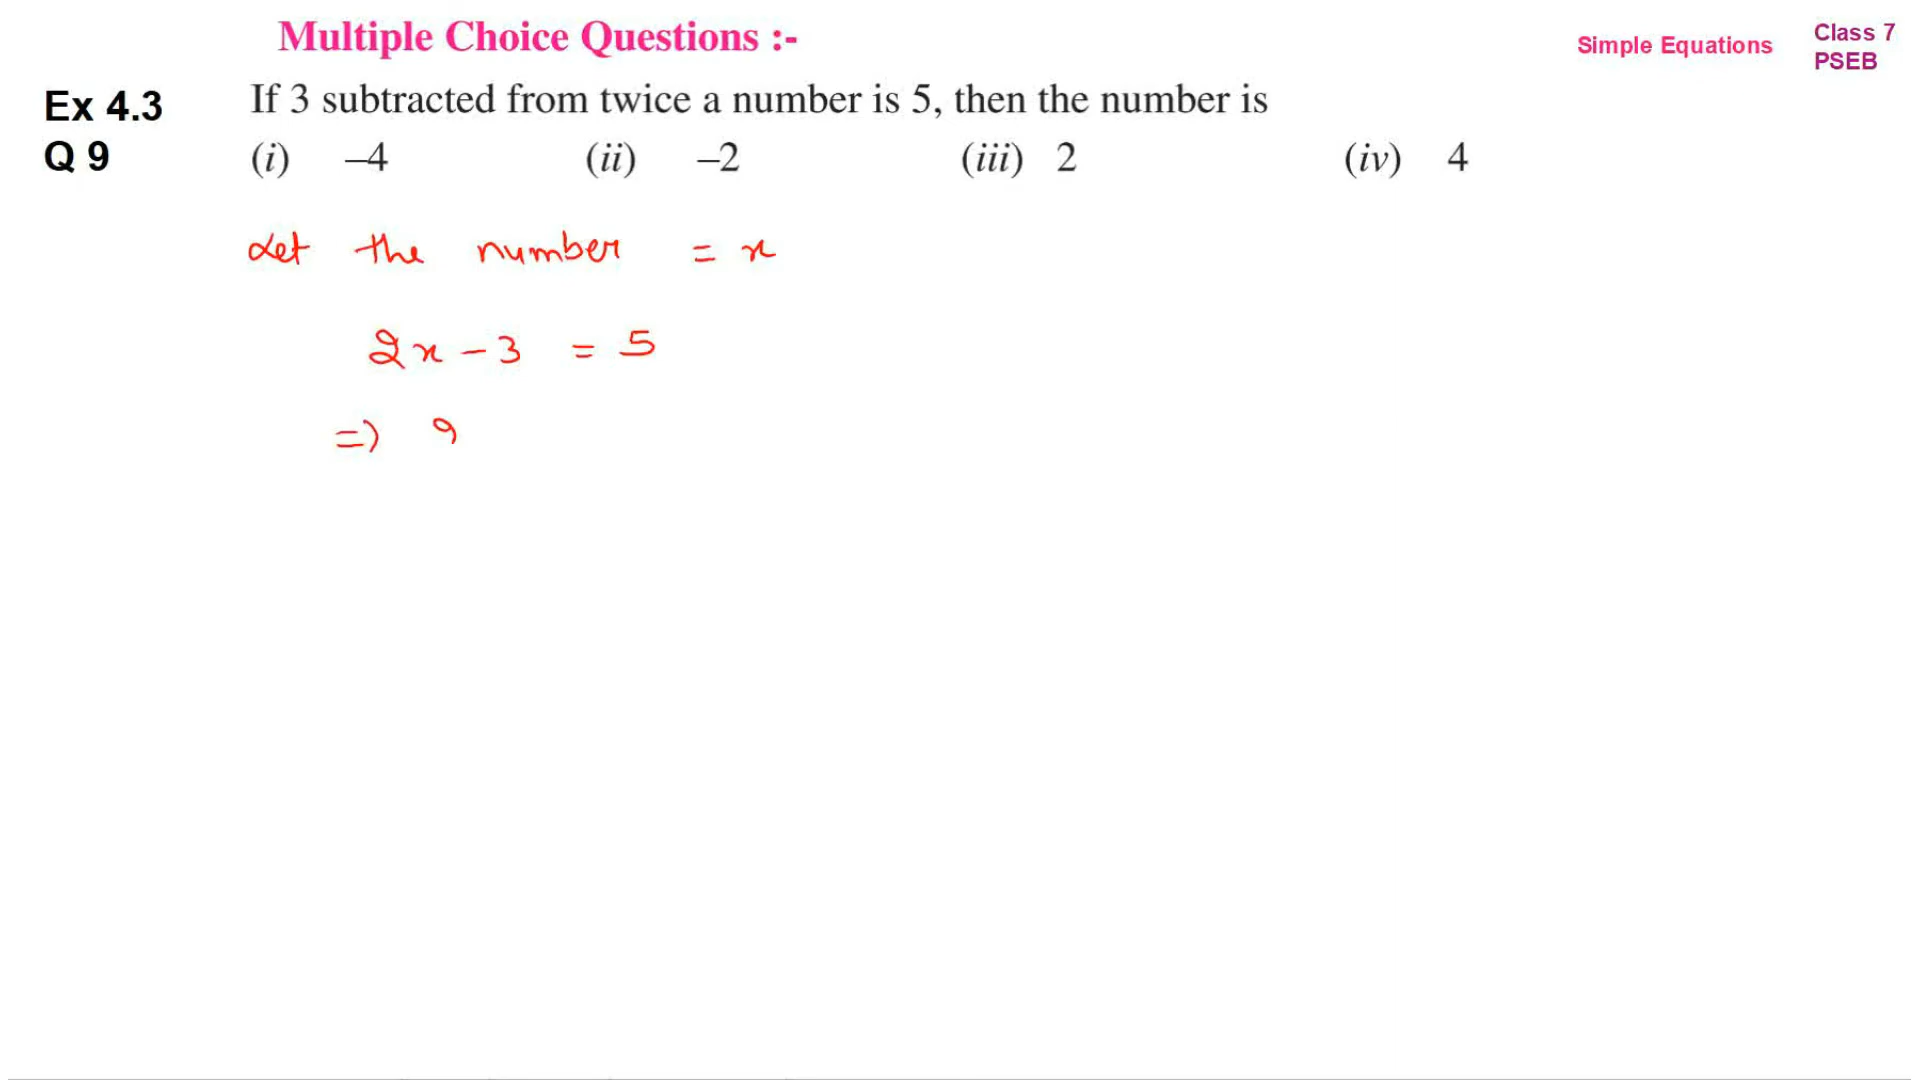 Multiple Choice Questions :-
Simple Equations
Class 7
PSEB
Ex 4.3
Q 9
If 3 subtracted from twice a number is 5, then the number is
(i) –4 (ii) –2 (iii) 2 (iv) 4
Let the number = x
2x - 3 = 5
=>